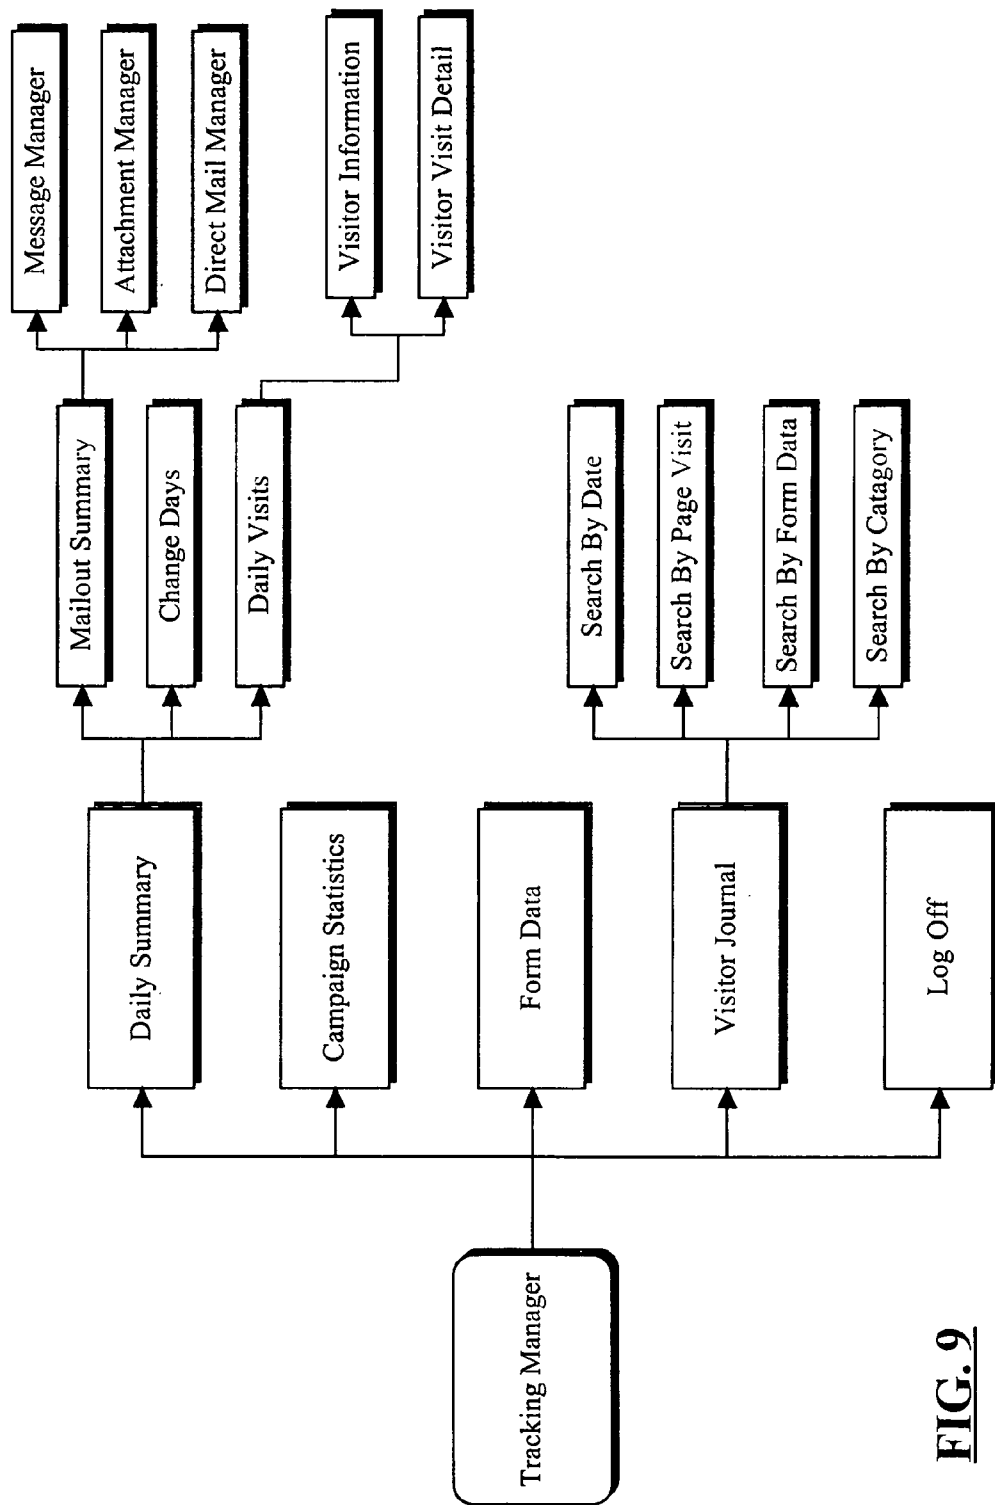 Tracking Manager
Daily Summary
Campaign Statistics
Form Data
Visitor Journal
Log Off
Mailout Summary
Change Days
Daily Visits
Search By Date
Search By Page Visit
Search By Form Data
Search By Catagory
Message Manager
Attachment Manager
Direct Mail Manager
Visitor Information
Visitor Visit Detail
FIG. 9